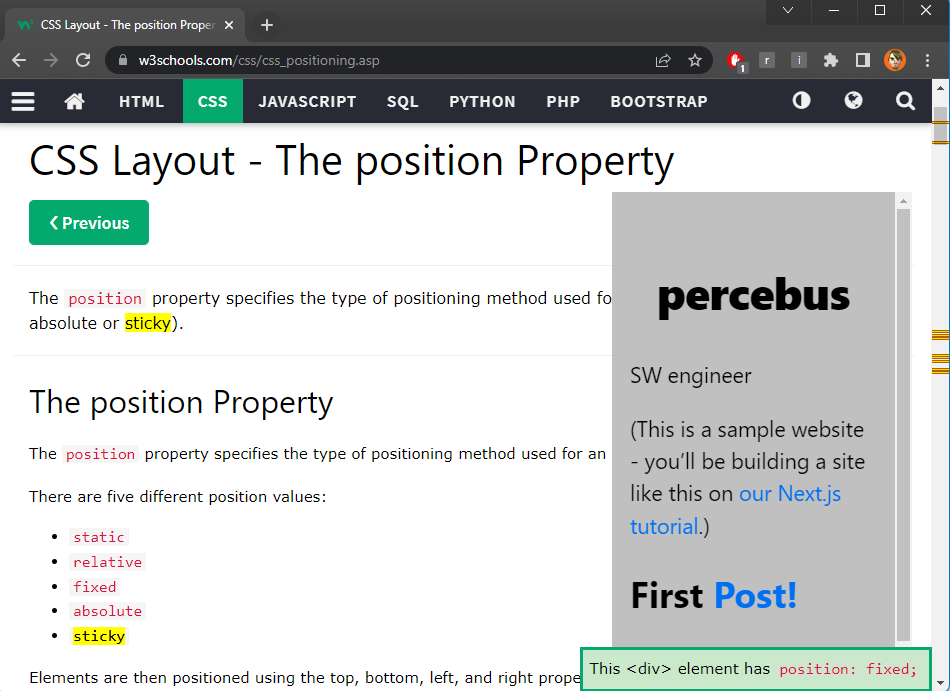 CSS Layout - The position Proper
w3schools.com/css/css_positioning.asp
1
r
i
HTML
CSS
JAVASCRIPT
SQL
PYTHON
PHP
BOOTSTRAP
CSS Layout - The position Property
❮ Previous
The position property specifies the type of positioning method used fo
absolute or sticky).
The position Property
The position property specifies the type of positioning method used for an
There are five different position values:
static
relative
fixed
absolute
sticky
Elements are then positioned using the top, bottom, left, and right prope
percebus
SW engineer
(This is a sample website
- you’ll be building a site
like this on our Next.js
tutorial.)
First Post!
This <div> element has position: fixed;